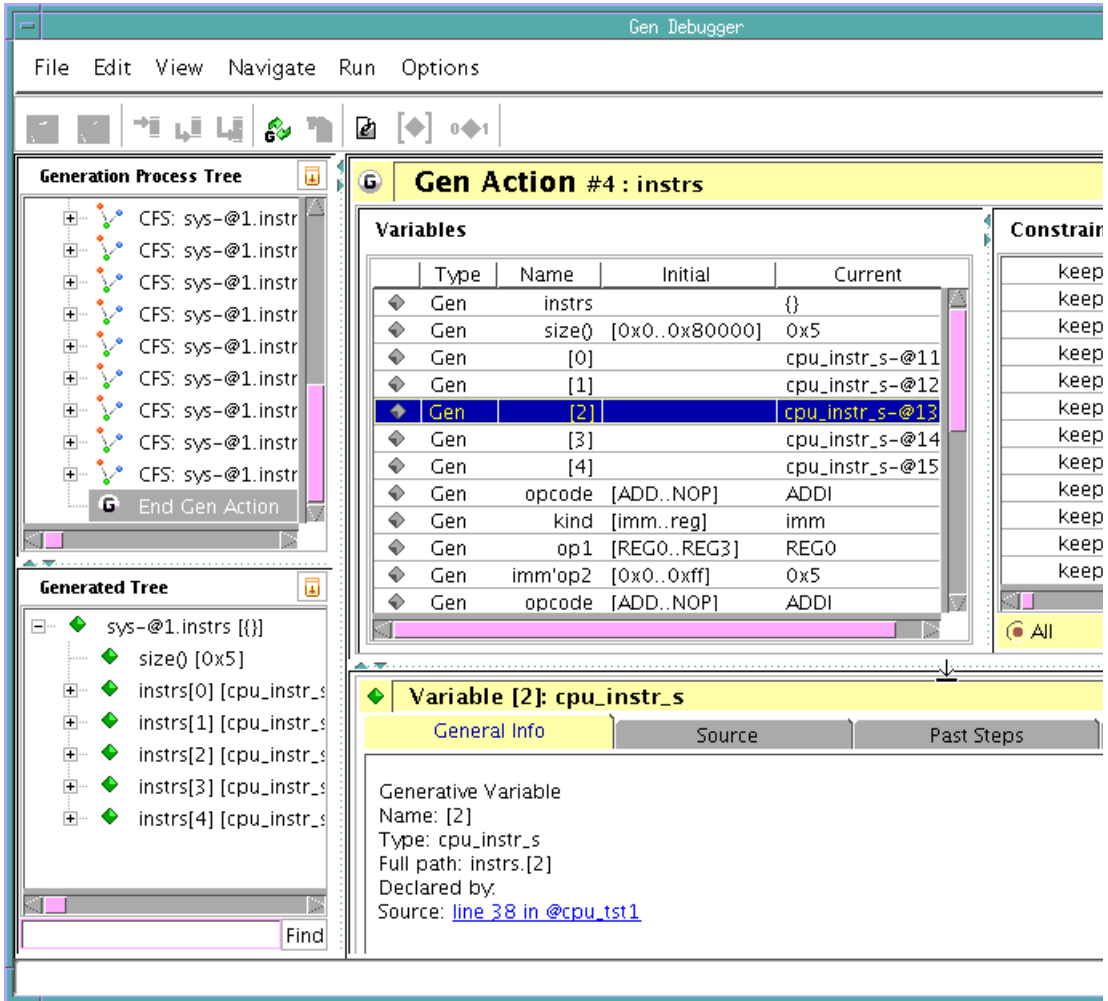 Gen Debugger
File Edit View Navigate Run Options
G 0 1
Generation Process Tree
CFS: sys-@1.instr
CFS: sys-@1.instr
CFS: sys-@1.instr
CFS: sys-@1.instr
CFS: sys-@1.instr
CFS: sys-@1.instr
CFS: sys-@1.instr
CFS: sys-@1.instr
CFS: sys-@1.instr
G End Gen Action
Generated Tree
sys-@1.instrs [{}]
size() [0x5]
instrs[0] [cpu_instr_s
instrs[1] [cpu_instr_s
instrs[2] [cpu_instr_s
instrs[3] [cpu_instr_s
instrs[4] [cpu_instr_s
Find
G Gen Action #4 : instrs
Variables
Type Name Initial Current
Gen instrs {}
Gen size() [0x0..0x80000] 0x5
Gen [0] cpu_instr_s-@11
Gen [1] cpu_instr_s-@12
Gen [2] cpu_instr_s-@13
Gen [3] cpu_instr_s-@14
Gen [4] cpu_instr_s-@15
Gen opcode [ADD..NOP] ADDI
Gen kind [imm..reg] imm
Gen op1 [REG0..REG3] REG0
Gen imm'op2 [0x0..0xff] 0x5
Gen opcode [ADD..NOP] ADDI
Constrain
keep
keep
keep
keep
keep
keep
keep
keep
keep
keep
keep
keep
All
Variable [2]: cpu_instr_s
General Info Source Past Steps
Generative Variable
Name: [2]
Type: cpu_instr_s
Full path: instrs.[2]
Declared by:
Source: line 38 in @cpu_tst1